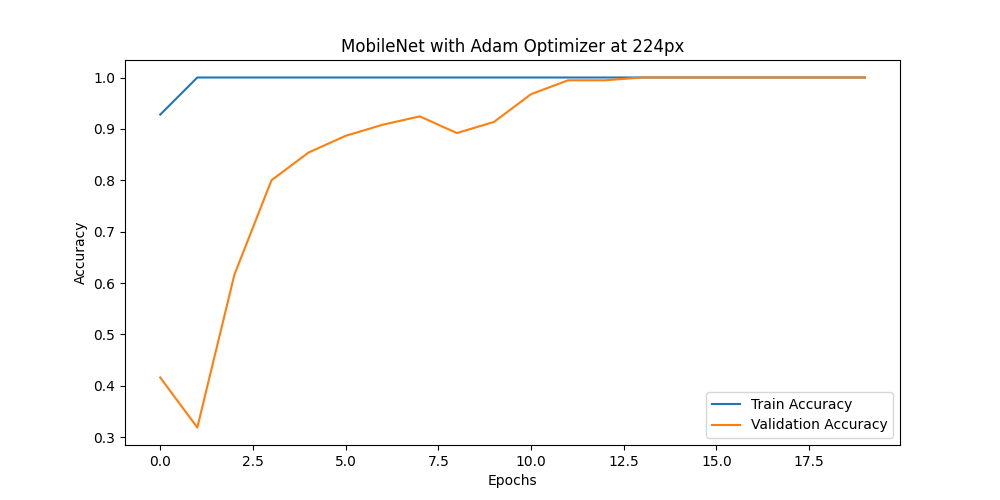 MobileNet with Adam Optimizer at 224px
Accuracy
1.0
0.9
0.8
0.7
0.6
0.5
0.4
0.3
0.0 2.5 5.0 7.5 10.0 12.5 15.0 17.5
Epochs
Train Accuracy
Validation Accuracy